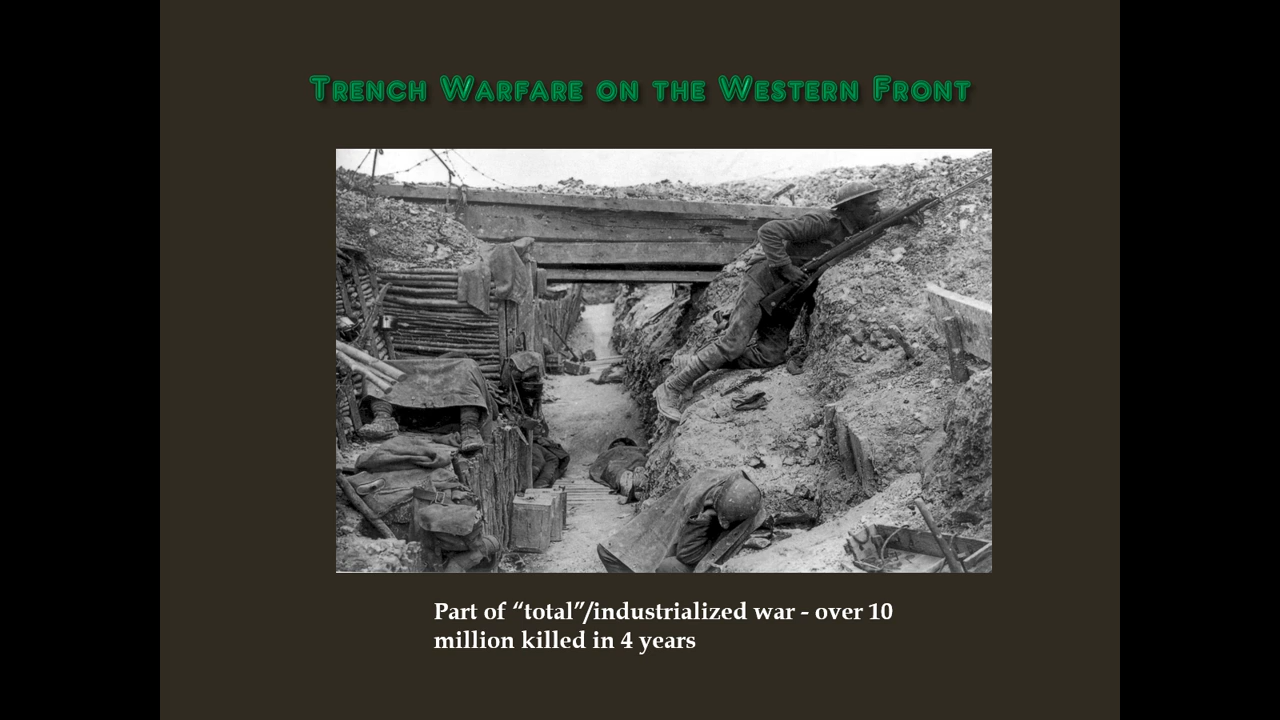 Trench Warfare on the Western Front
Part of “total”/industrialized war - over 10
million killed in 4 years